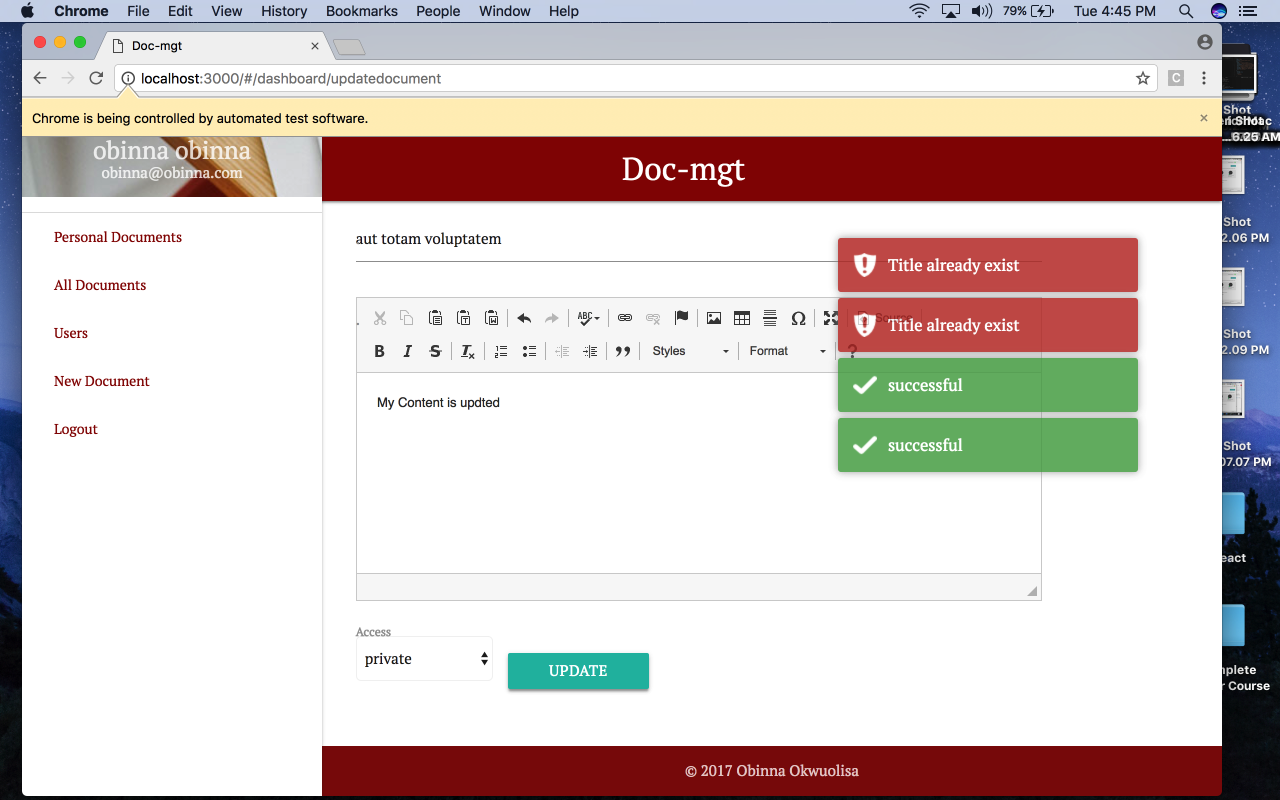 Chrome File Edit View History Bookmarks People Window Help 79% Tue 4:45 PM
Doc-mgt
localhost:3000/#/dashboard/updatedocument
C
Chrome is being controlled by automated test software.
obinna obinna
obinna@obinna.com
Doc-mgt
Personal Documents
All Documents
Users
New Document
Logout
aut totam voluptatem
Title already exist
Title already exist
successful
successful
ABC
Source
B I S Tx
Styles Format ?
My Content is updted
Access
private
UPDATE
© 2017 Obinna Okwuolisa
Shot
6.25 AM
Shot
2.06 PM
Shot
2.09 PM
Shot
07.07 PM
eact
nplete
r Course